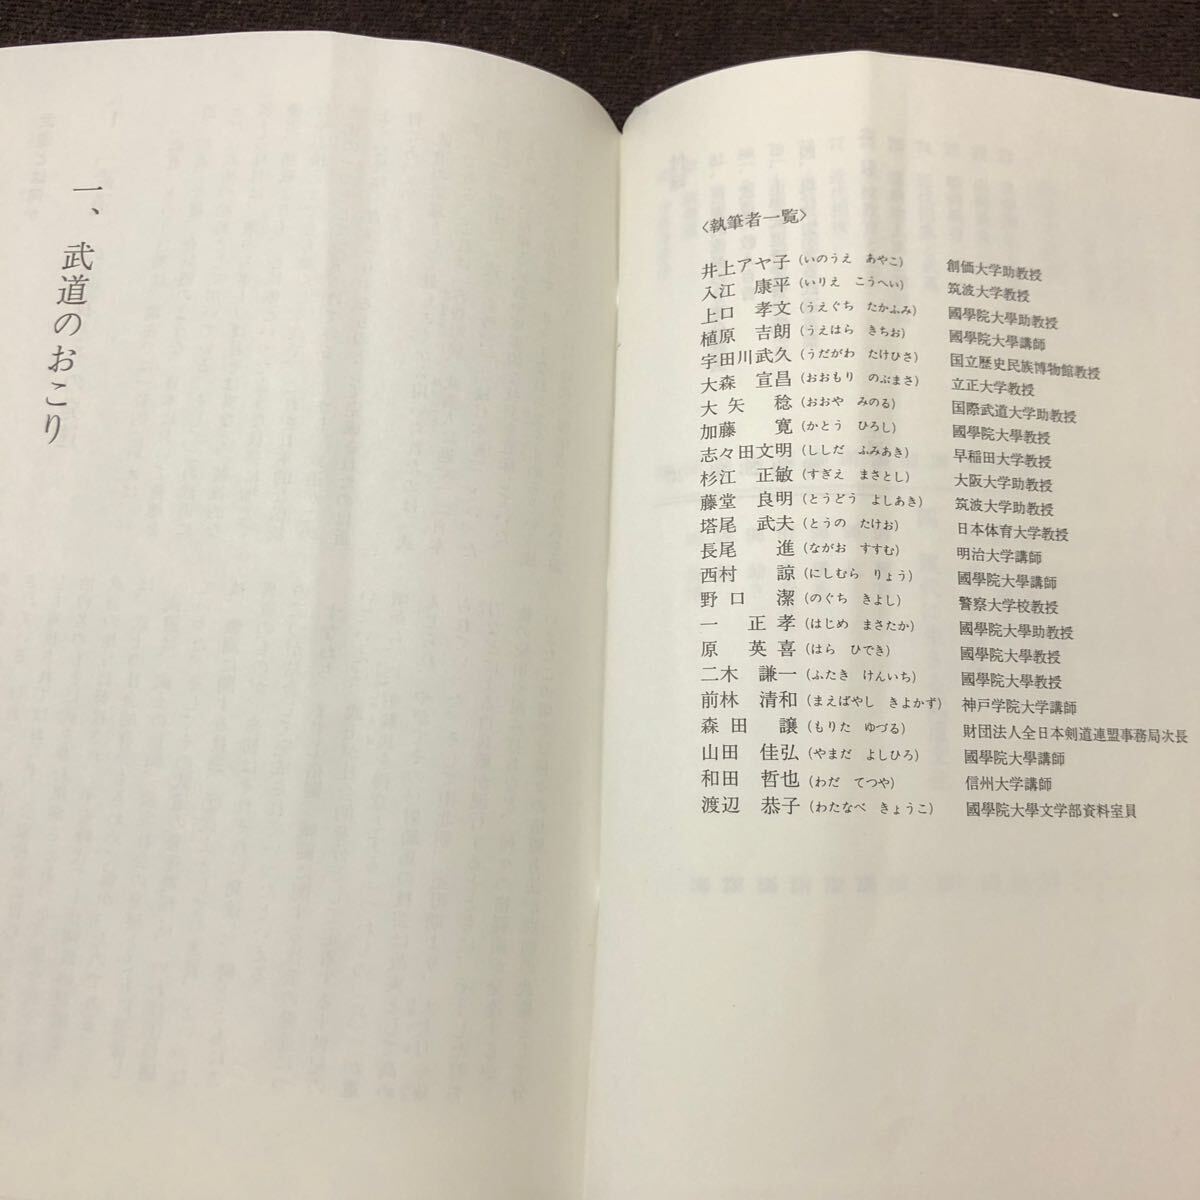 〈執筆者一覧〉
井上アヤ子（いのうえ　あやこ）　創価大学助教授
入江　康平（いりえ　こうへい）　筑波大学教授
上口　孝文（うえぐち　たかふみ）　國學院大學助教授
植原　吉朗（うえはら　きちお）　國學院大學講師
宇田川武久（うだがわ　たけひさ）　国立歴史民族博物館教授
大森　宣昌（おおもり　のぶまさ）　立正大学教授
大矢　稔（おおや　みのる）　国際武道大学助教授
加藤　寛（かとう　ひろし）　國學院大學教授
志々田文明（ししだ　ふみあき）　早稲田大学教授
杉江　正敏（すぎえ　まさとし）　大阪大学助教授
藤堂　良明（とうどう　よしあき）　筑波大学助教授
塔尾　武夫（とうの　たけお）　日本体育大学教授
長尾　進（ながお　すすむ）　明治大学講師
西村　諒（にしむら　りょう）　國學院大學講師
野口　潔（のぐち　きよし）　警察大学校教授
一　正孝（はじめ　まさたか）　國學院大學助教授
原　英喜（はら　ひでき）　國學院大學教授
二木　謙一（ふたき　けんいち）　國學院大學教授
前林　清和（まえばやし　きよかず）　神戸学院大学講師
森田　譲（もりた　ゆづる）　財団法人全日本剣道連盟事務局次長
山田　佳弘（やまだ　よしひろ）　國學院大學講師
和田　哲也（わだ　てつや）　信州大学講師
渡辺　恭子（わたなべ　きょうこ）　國學院大學文学部資料室員
一、武道のおこり